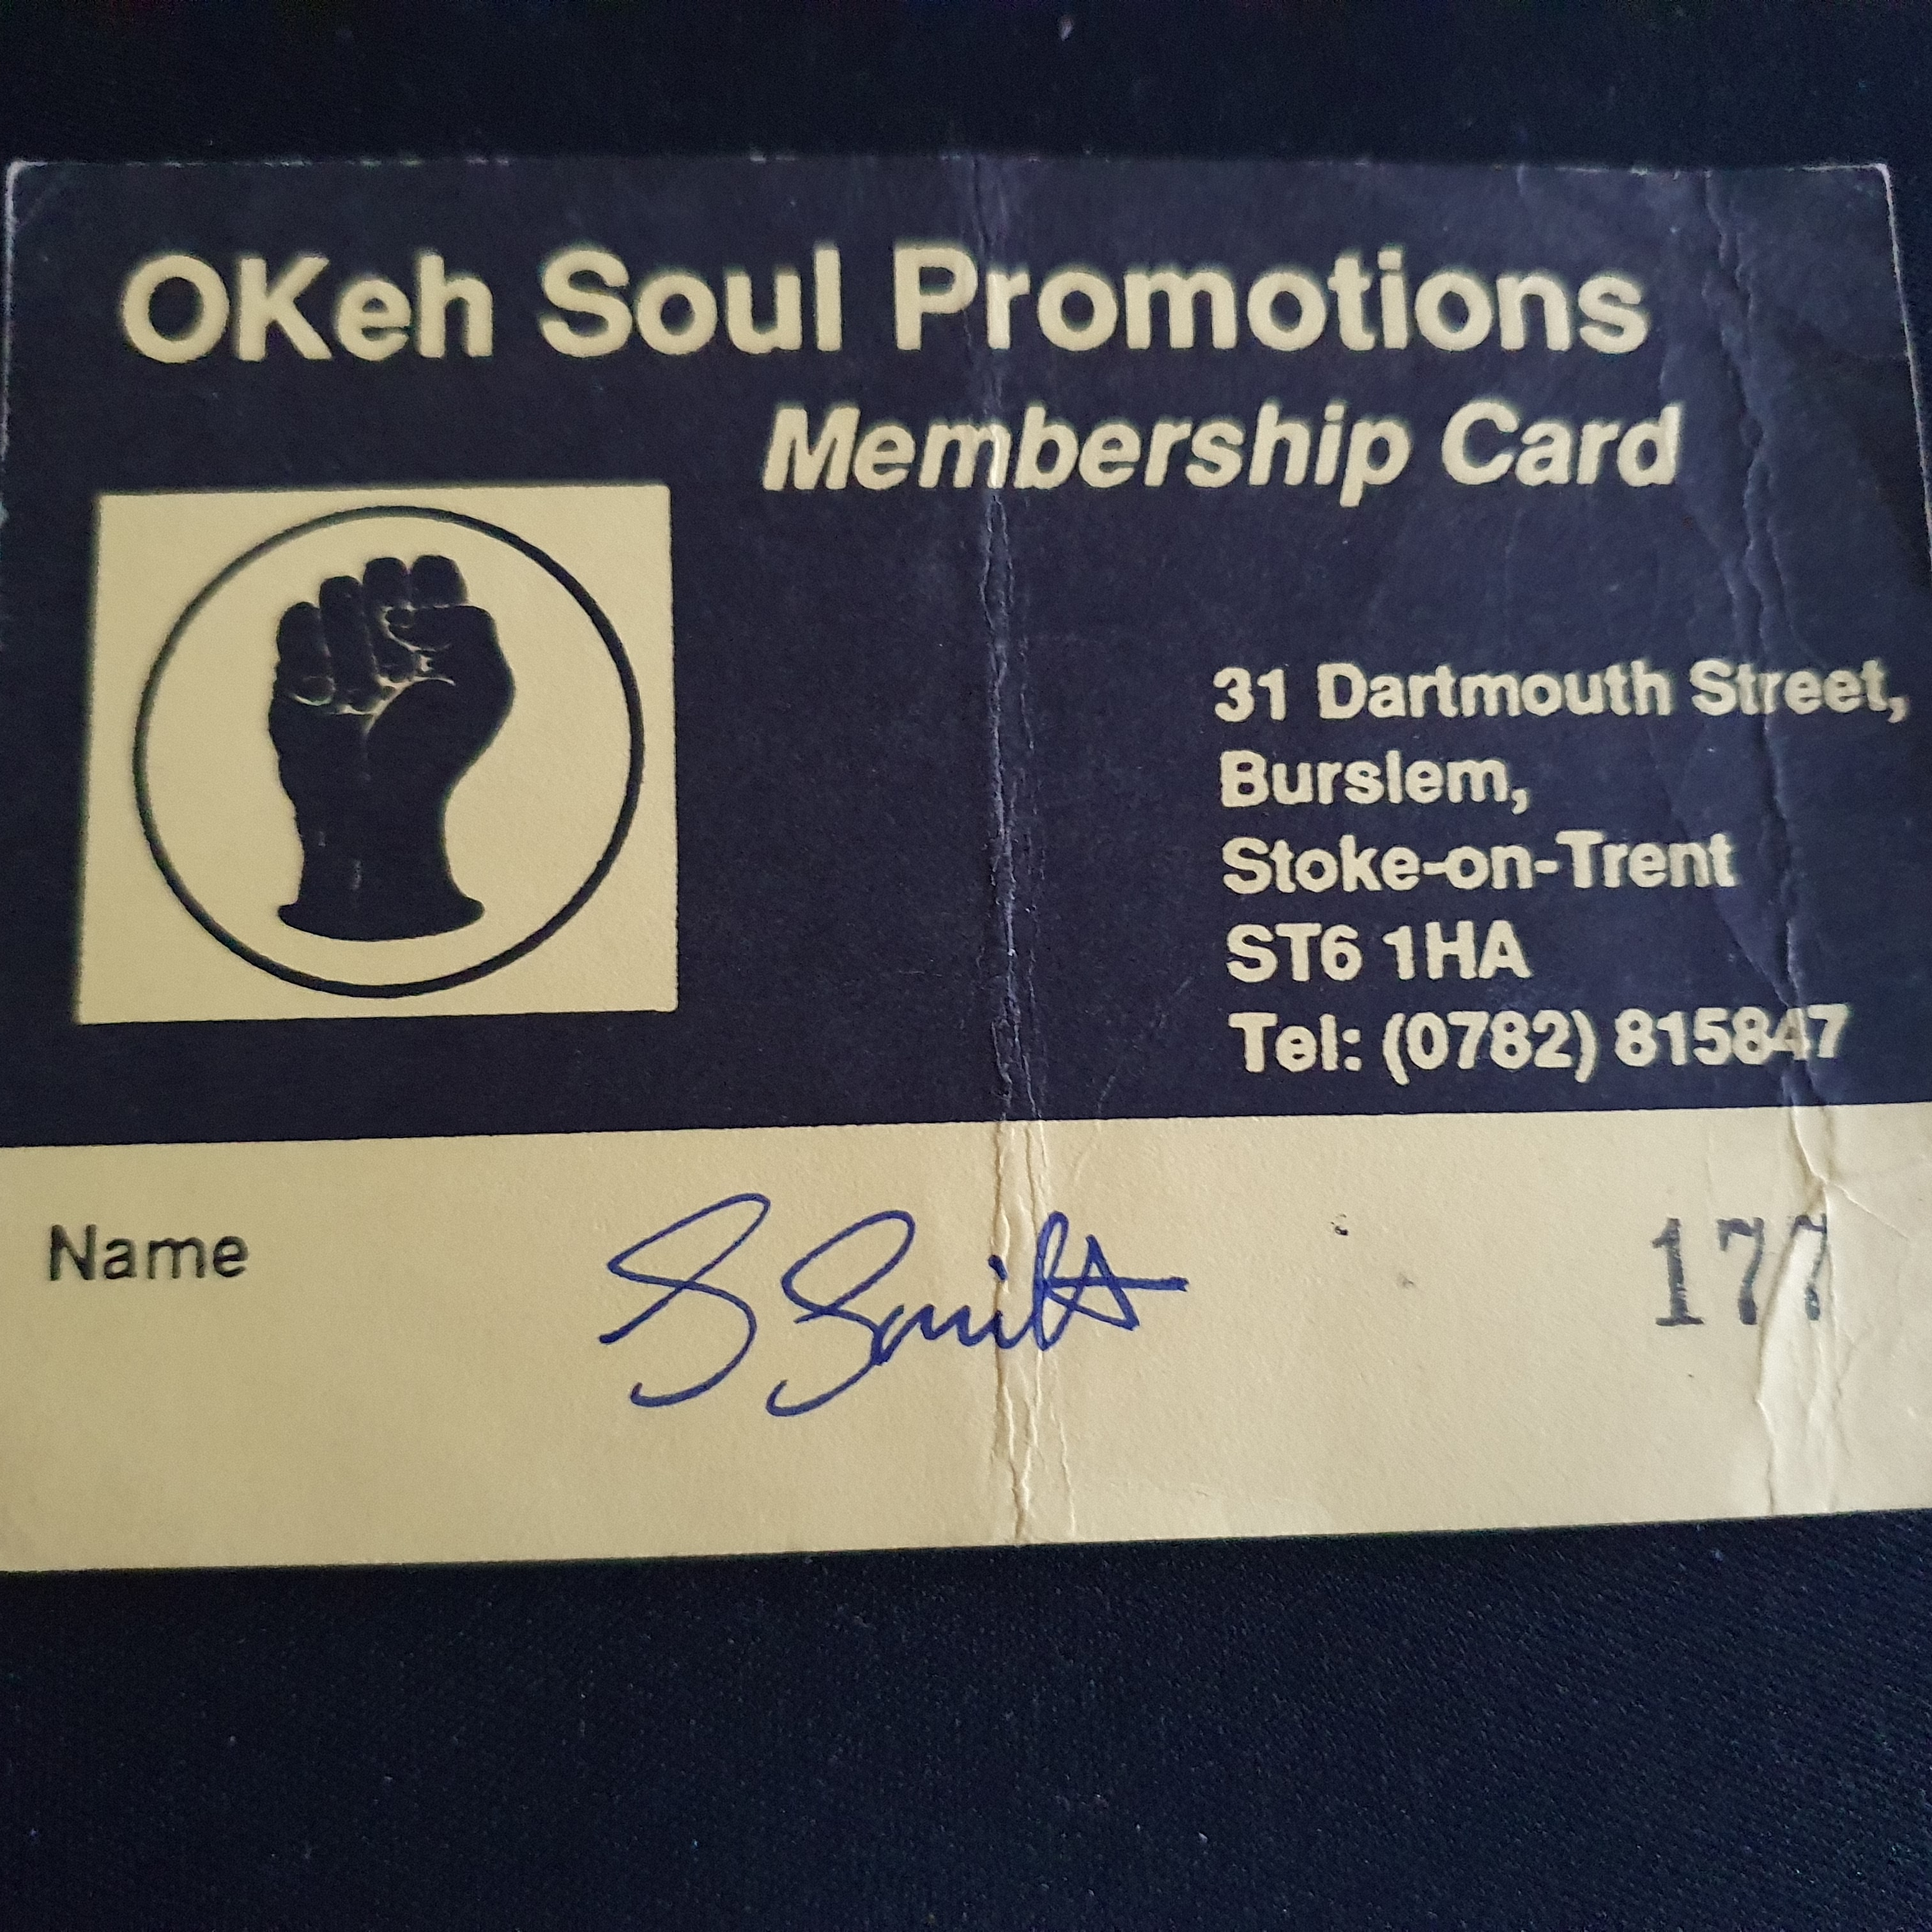 OKeh Soul Promotions
Membership Card
31 Dartmouth Street,
Burslem,
Stoke-on-Trent
ST6 1HA
Tel: (0782) 815847
Name S Smith 177